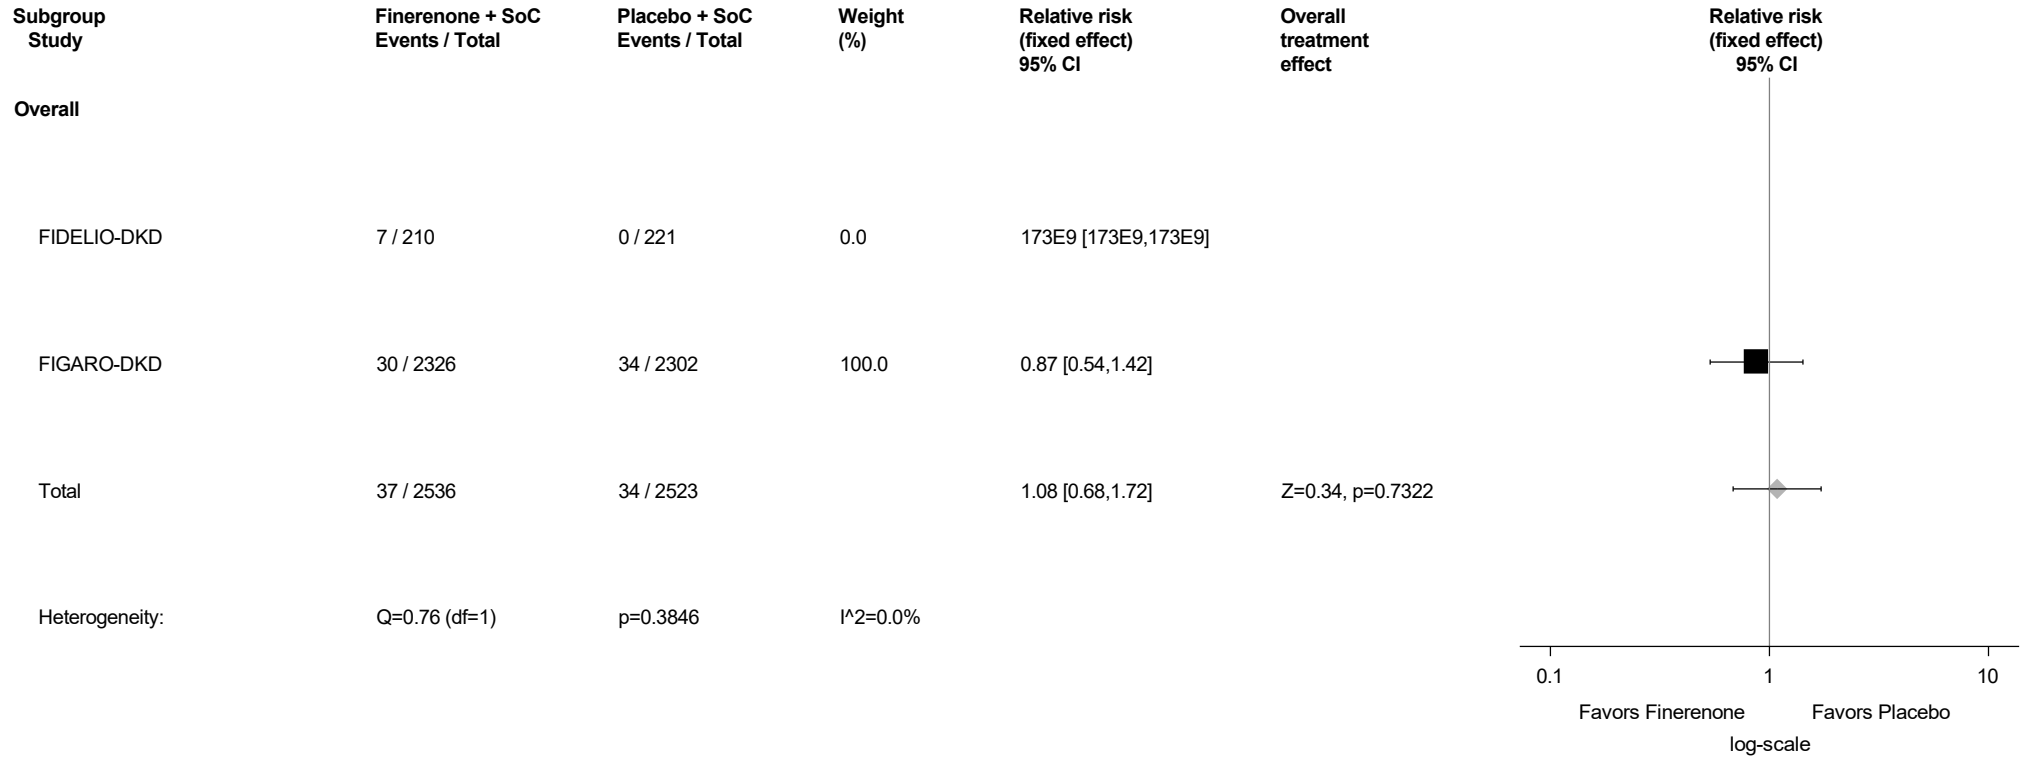 Subgroup Finerenone + SoC Placebo + SoC Weight Relative risk Overall Relative risk
Study Events / Total Events / Total (%) (fixed effect) treatment (fixed effect)
95% CI effect 95% CI
Overall
FIDELIO-DKD 7 / 210 0 / 221 0.0 173E9 [173E9,173E9]
FIGARO-DKD 30 / 2326 34 / 2302 100.0 0.87 [0.54,1.42]
Total 37 / 2536 34 / 2523 1.08 [0.68,1.72] Z=0.34, p=0.7322
Heterogeneity: Q=0.76 (df=1) p=0.3846 I^2=0.0%
0.1 1 10
Favors Finerenone Favors Placebo
log-scale